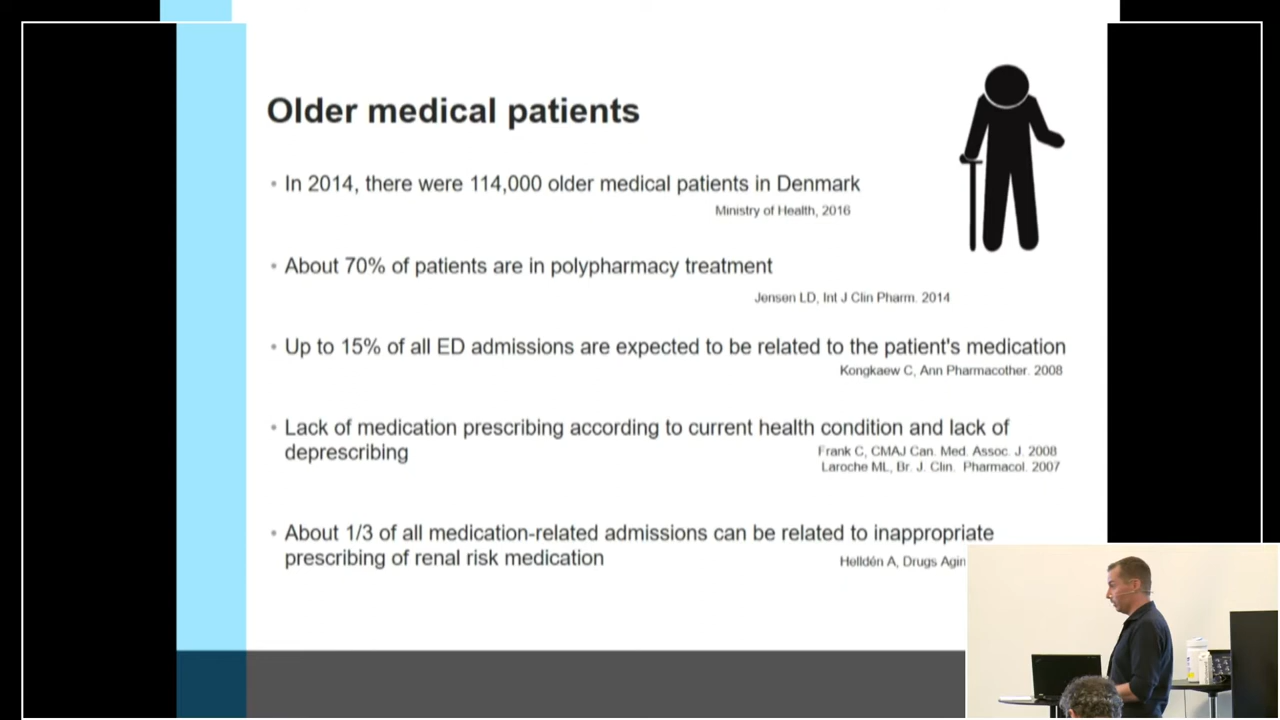 Older medical patients
• In 2014, there were 114,000 older medical patients in Denmark
Ministry of Health, 2016
• About 70% of patients are in polypharmacy treatment
Jensen LD, Int J Clin Pharm. 2014
• Up to 15% of all ED admissions are expected to be related to the patient's medication
Kongkaew C, Ann Pharmacother. 2008
• Lack of medication prescribing according to current health condition and lack of
deprescribing
Frank C, CMAJ Can. Med. Assoc. J. 2008
Laroche ML, Br. J. Clin. Pharmacol. 2007
• About 1/3 of all medication-related admissions can be related to inappropriate
prescribing of renal risk medication
Helldén A, Drugs Agin